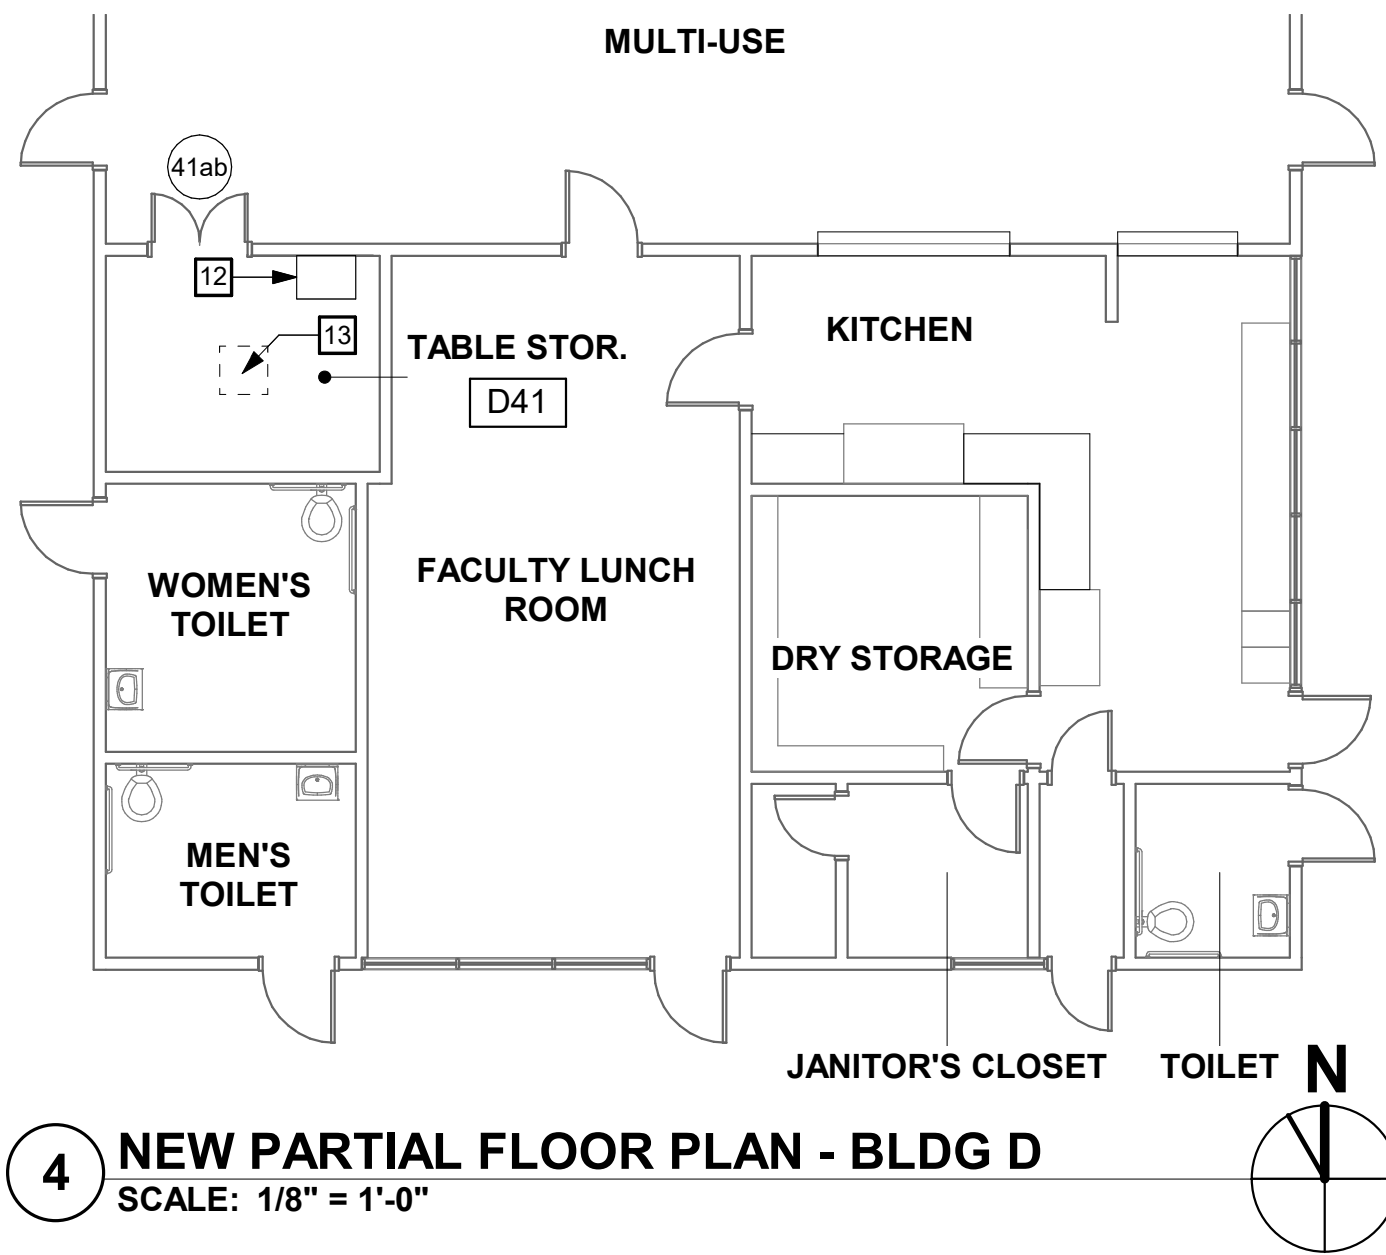 MULTI-USE
41ab
12
13
TABLE STOR.
D41
KITCHEN
WOMEN'S
TOILET
FACULTY LUNCH
ROOM
DRY STORAGE
MEN'S
TOILET
JANITOR'S CLOSET
TOILET
N
4
NEW PARTIAL FLOOR PLAN - BLDG D
SCALE: 1/8" = 1'-0"